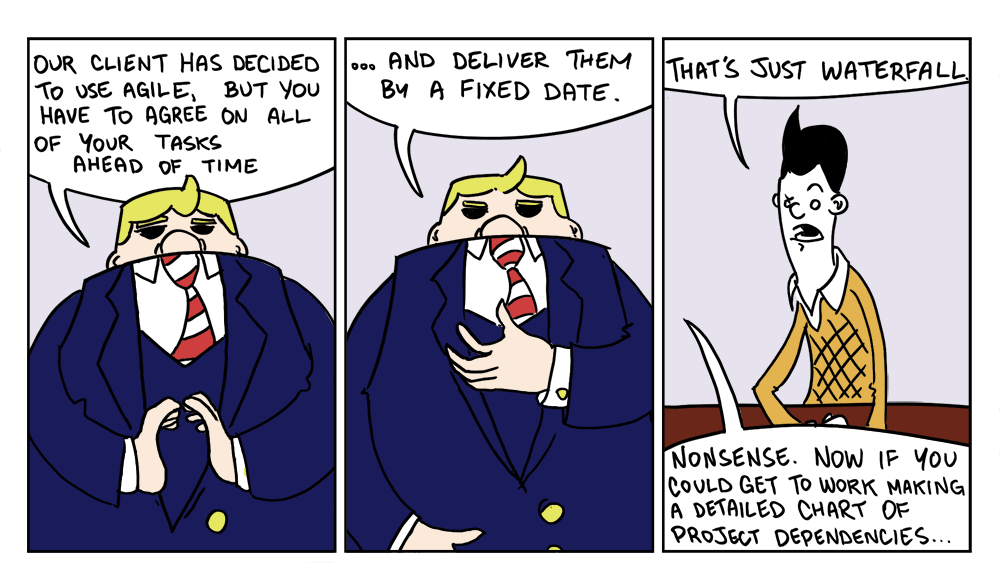 OUR CLIENT HAS DECIDED
TO USE AGILE, BUT YOU
HAVE TO AGREE ON ALL
OF YOUR TASKS
AHEAD OF TIME
... AND DELIVER THEM
BY A FIXED DATE.
THAT'S JUST WATERFALL.
NONSENSE. NOW IF YOU
COULD GET TO WORK MAKING
A DETAILED CHART OF
PROJECT DEPENDENCIES...